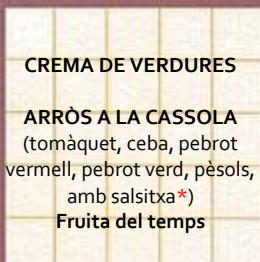 CREMA DE VERDURES
ARRÒS A LA CASSOLA
(tomàquet, ceba, pebrot
vermell, pebrot verd, pèsols,
amb salsitxa*)
Fruita del temps